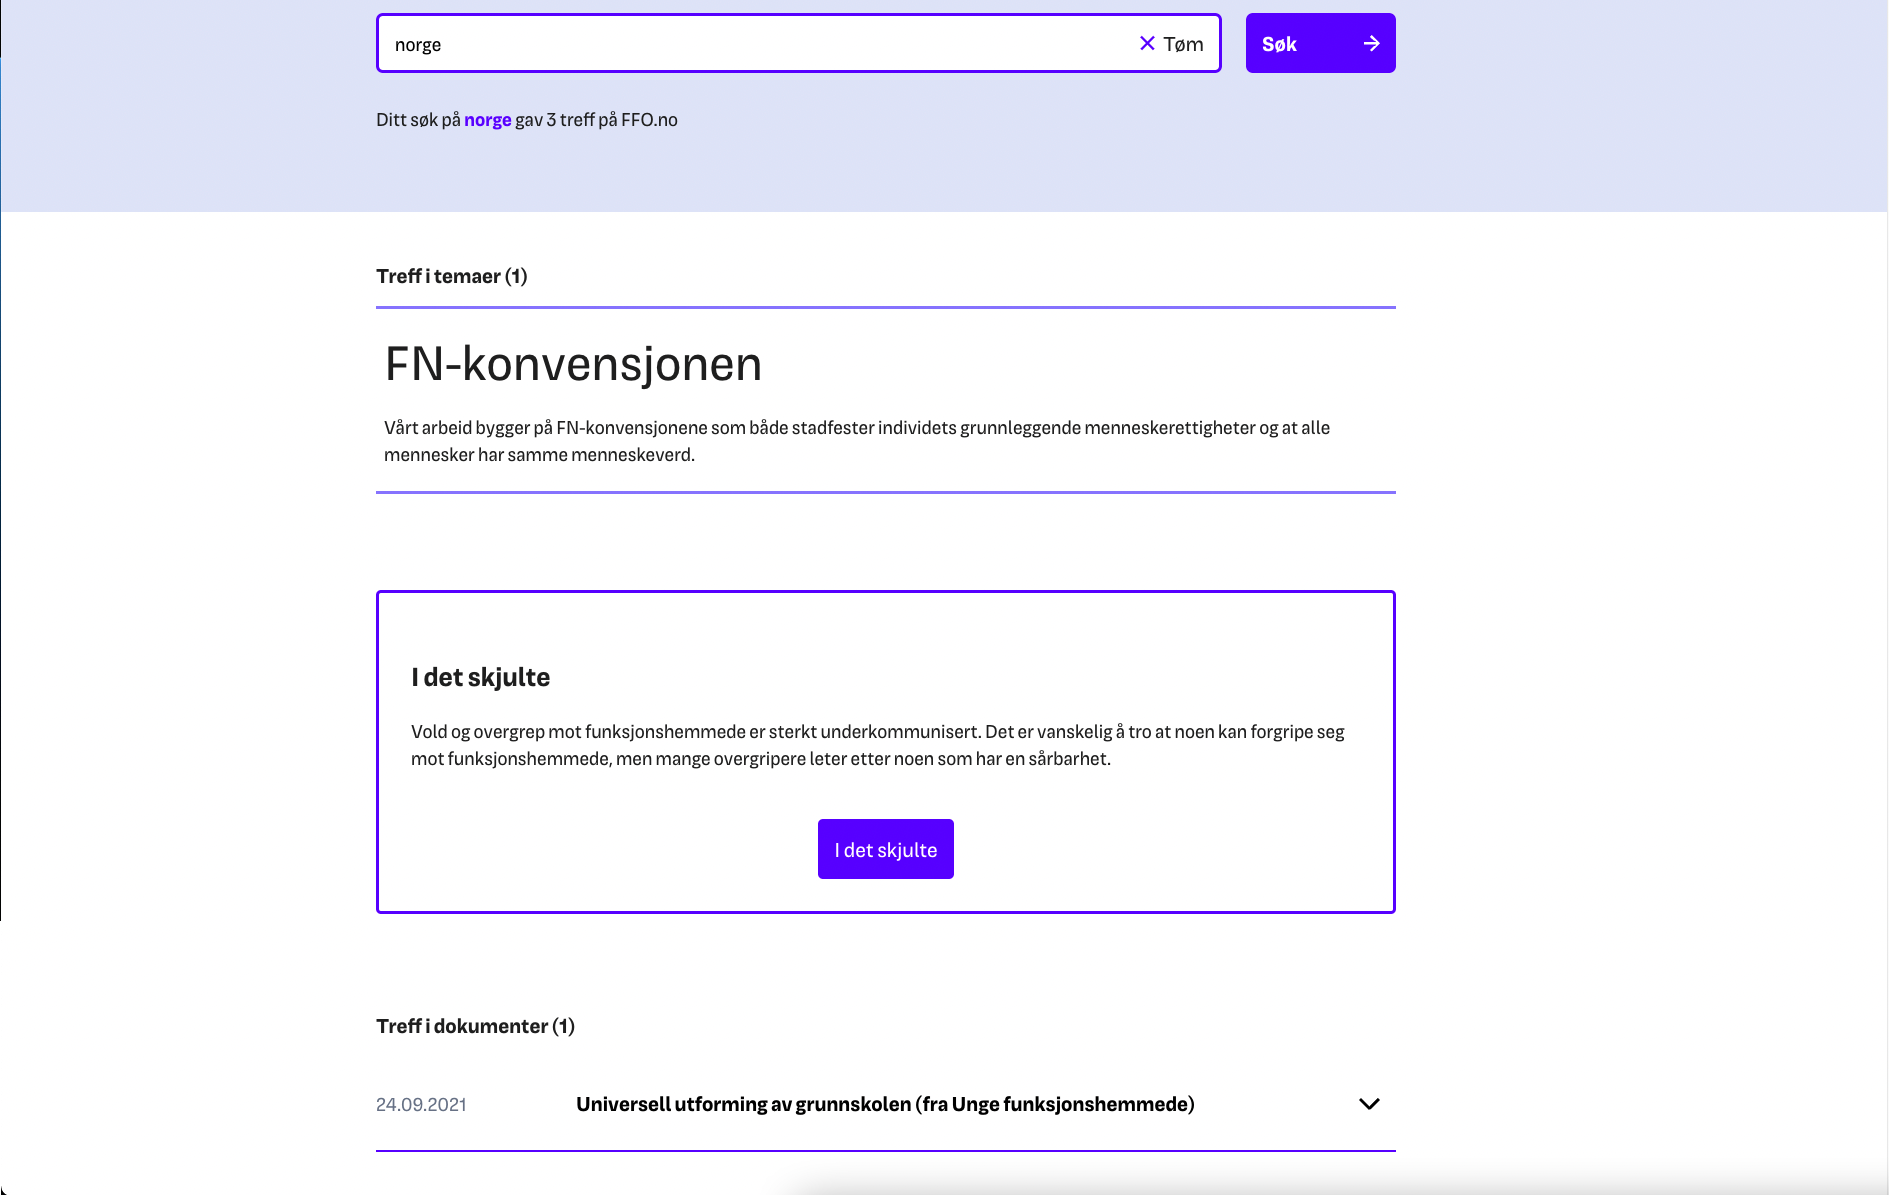 norge
Tøm
Søk
Ditt søk på norge gav 3 treff på FFO.no
Treff i temaer (1)
FN-konvensjonen
Vårt arbeid bygger på FN-konvensjonene som både stadfester individets grunnleggende menneskerettigheter og at alle
mennesker har samme menneskeverd.
I det skjulte
Vold og overgrep mot funksjonshemmede er sterkt underkommunisert. Det er vanskelig å tro at noen kan forgripe seg
mot funksjonshemmede, men mange overgripere leter etter noen som har en sårbarhet.
I det skjulte
Treff i dokumenter (1)
24.09.2021
Universell utforming av grunnskolen (fra Unge funksjonshemmede)